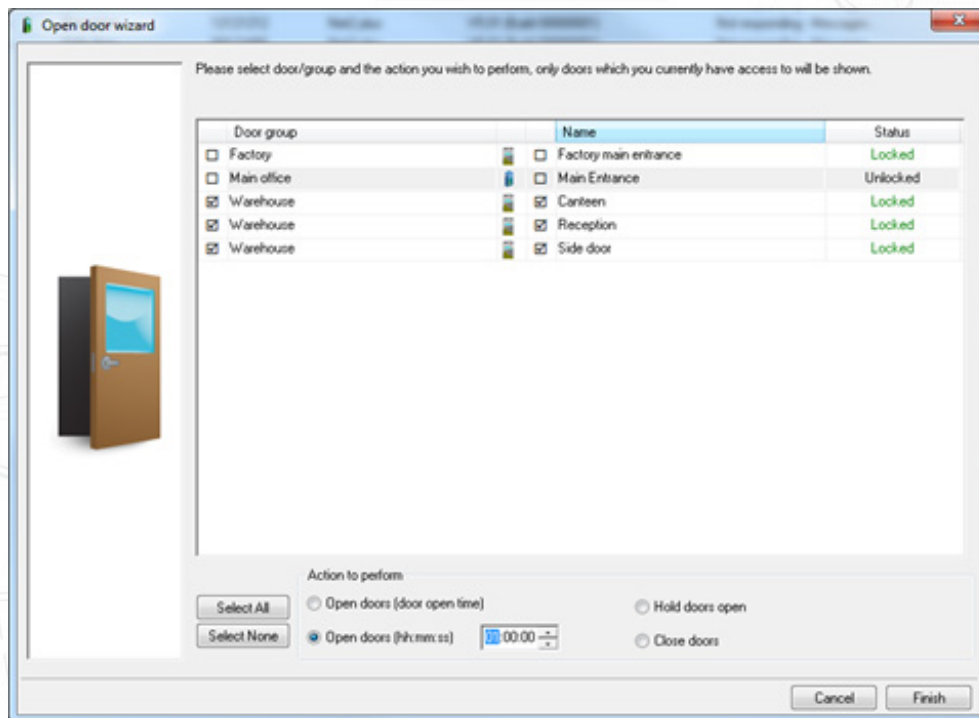 Open door wizard
Please select door/group and the action you wish to perform, only doors which you currently have access to will be shown.
Door group Name Status
Factory Factory main entrance Locked
Main office Main Entrance Unlocked
Warehouse Canteen Locked
Warehouse Reception Locked
Warehouse Side door Locked
Action to perform
Select All Open doors (door open time) Hold doors open
Select None Open doors (hh:mm:ss) 01:00:00 Close doors
Cancel Finish